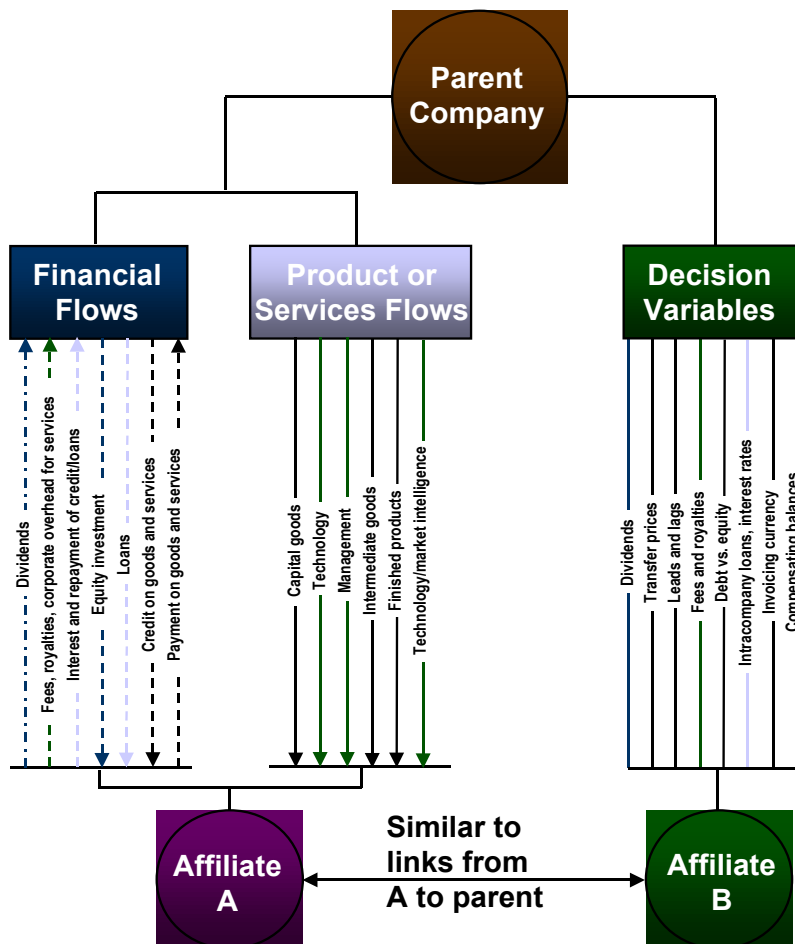 Parent
Company
Financial
Flows
Product or
Services Flows
Decision
Variables
Dividends
Fees, royalties, corporate overhead for services
Interest and repayment of credit/loans
Equity investment
Loans
Credit on goods and services
Payment on goods and services
Capital goods
Technology
Management
Intermediate goods
Finished products
Technology/market intelligence
Dividends
Transfer prices
Leads and lags
Fees and royalties
Debt vs. equity
Intracompany loans, interest rates
Invoicing currency
Compensating balances
Affiliate
A
Similar to
links from
A to parent
Affiliate
B